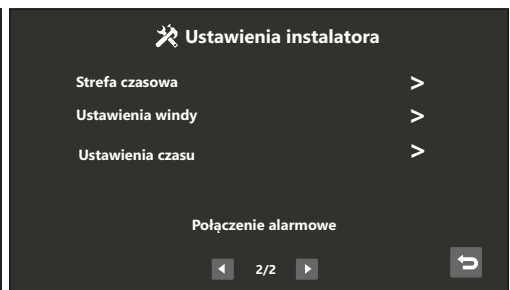 Ustawienia instalatora
Strefa czasowa >
Ustawienia windy >
Ustawienia czasu >
Połączenie alarmowe
2/2